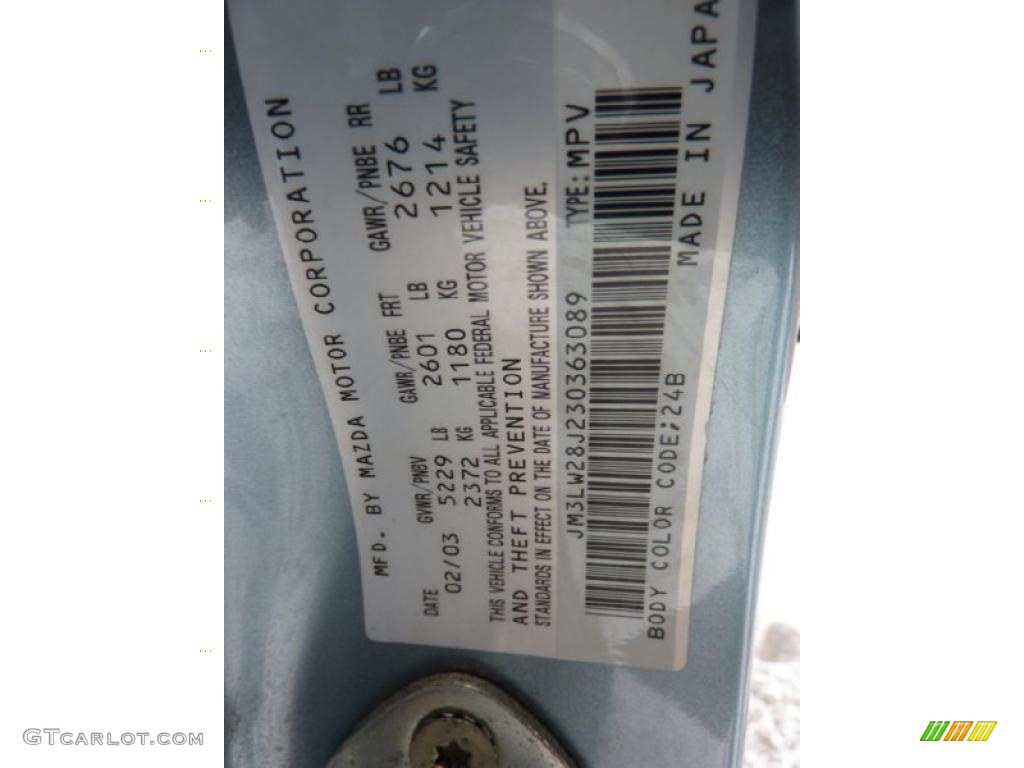 MFD. BY MAZDA MOTOR CORPORATION
DATE GVWR/PNBV GAWR/PNBE FRT GAWR/PNBE RR
02/03 5229 LB 2601 LB 2676 LB
2372 KG 1180 KG 1214 KG
THIS VEHICLE CONFORMS TO ALL APPLICABLE FEDERAL MOTOR VEHICLE SAFETY
AND THEFT PREVENTION
STANDARDS IN EFFECT ON THE DATE OF MANUFACTURE SHOWN ABOVE.
JM3LW28J230363089 TYPE:MPV
BODY COLOR CODE;24B
MADE IN JAPA
GTCARLOT.COM